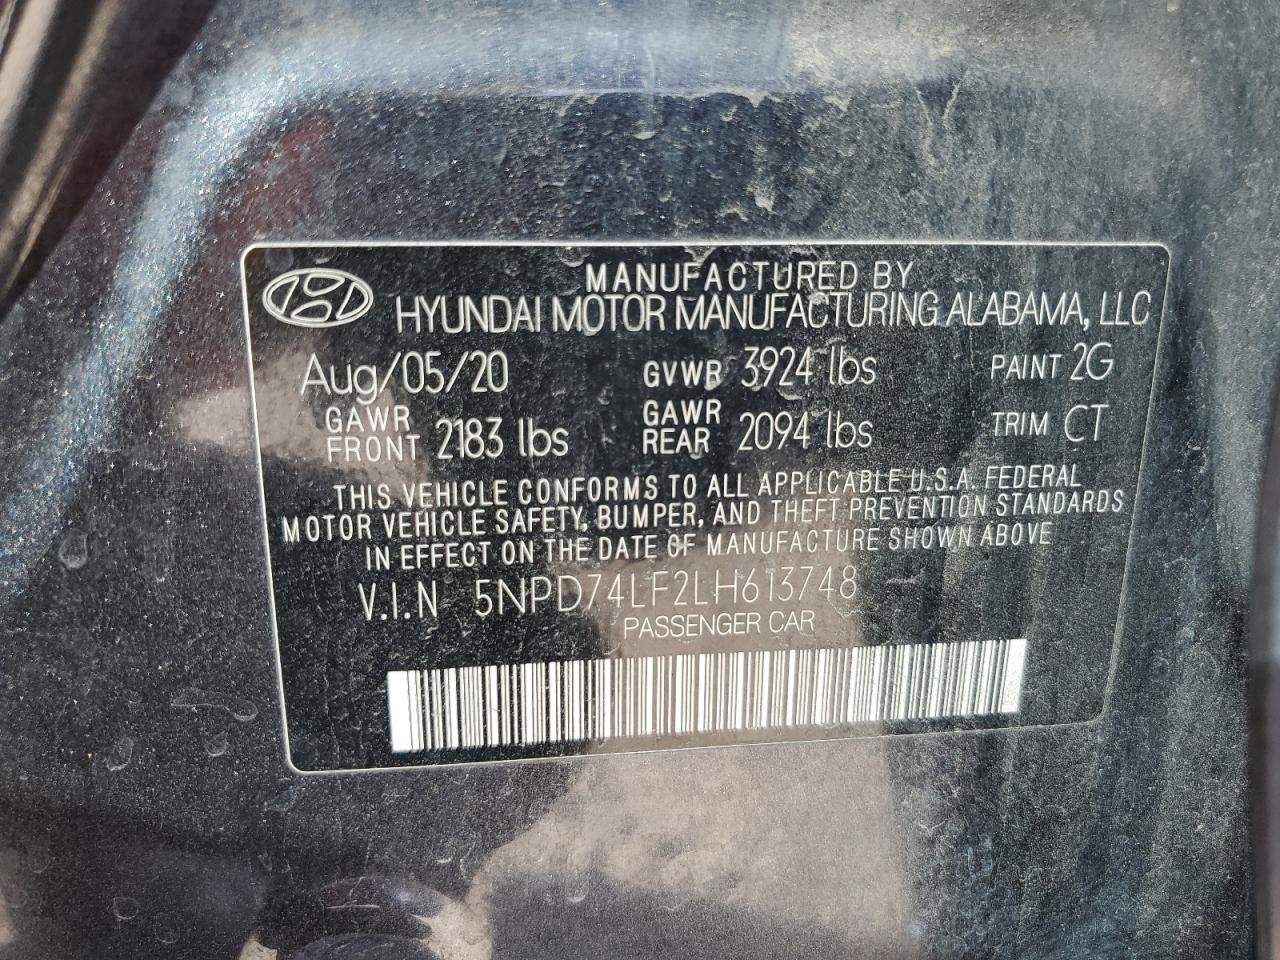 MANUFACTURED BY
HYUNDAI MOTOR MANUFACTURING ALABAMA, LLC
Aug/05/20 GVWR 3924 lbs PAINT 2G
GAWR FRONT 2183 lbs GAWR REAR 2094 lbs TRIM CT
THIS VEHICLE CONFORMS TO ALL APPLICABLE U.S.A. FEDERAL
MOTOR VEHICLE SAFETY, BUMPER, AND THEFT PREVENTION STANDARDS
IN EFFECT ON THE DATE OF MANUFACTURE SHOWN ABOVE
V.I.N 5NPD74LF2LH613748
PASSENGER CAR